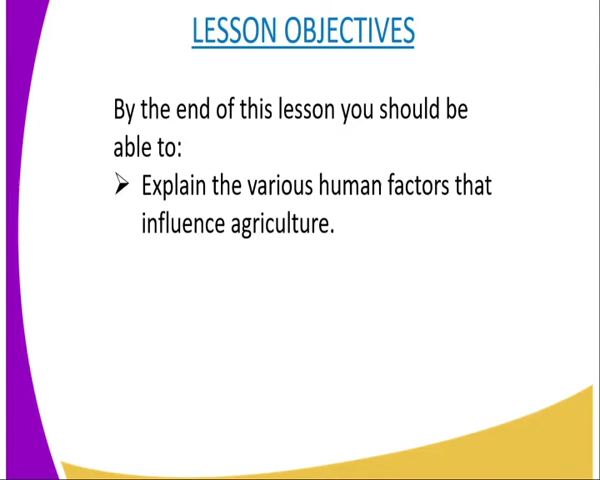 LESSON OBJECTIVES
By the end of this lesson you should be
able to:
➢ Explain the various human factors that
influence agriculture.